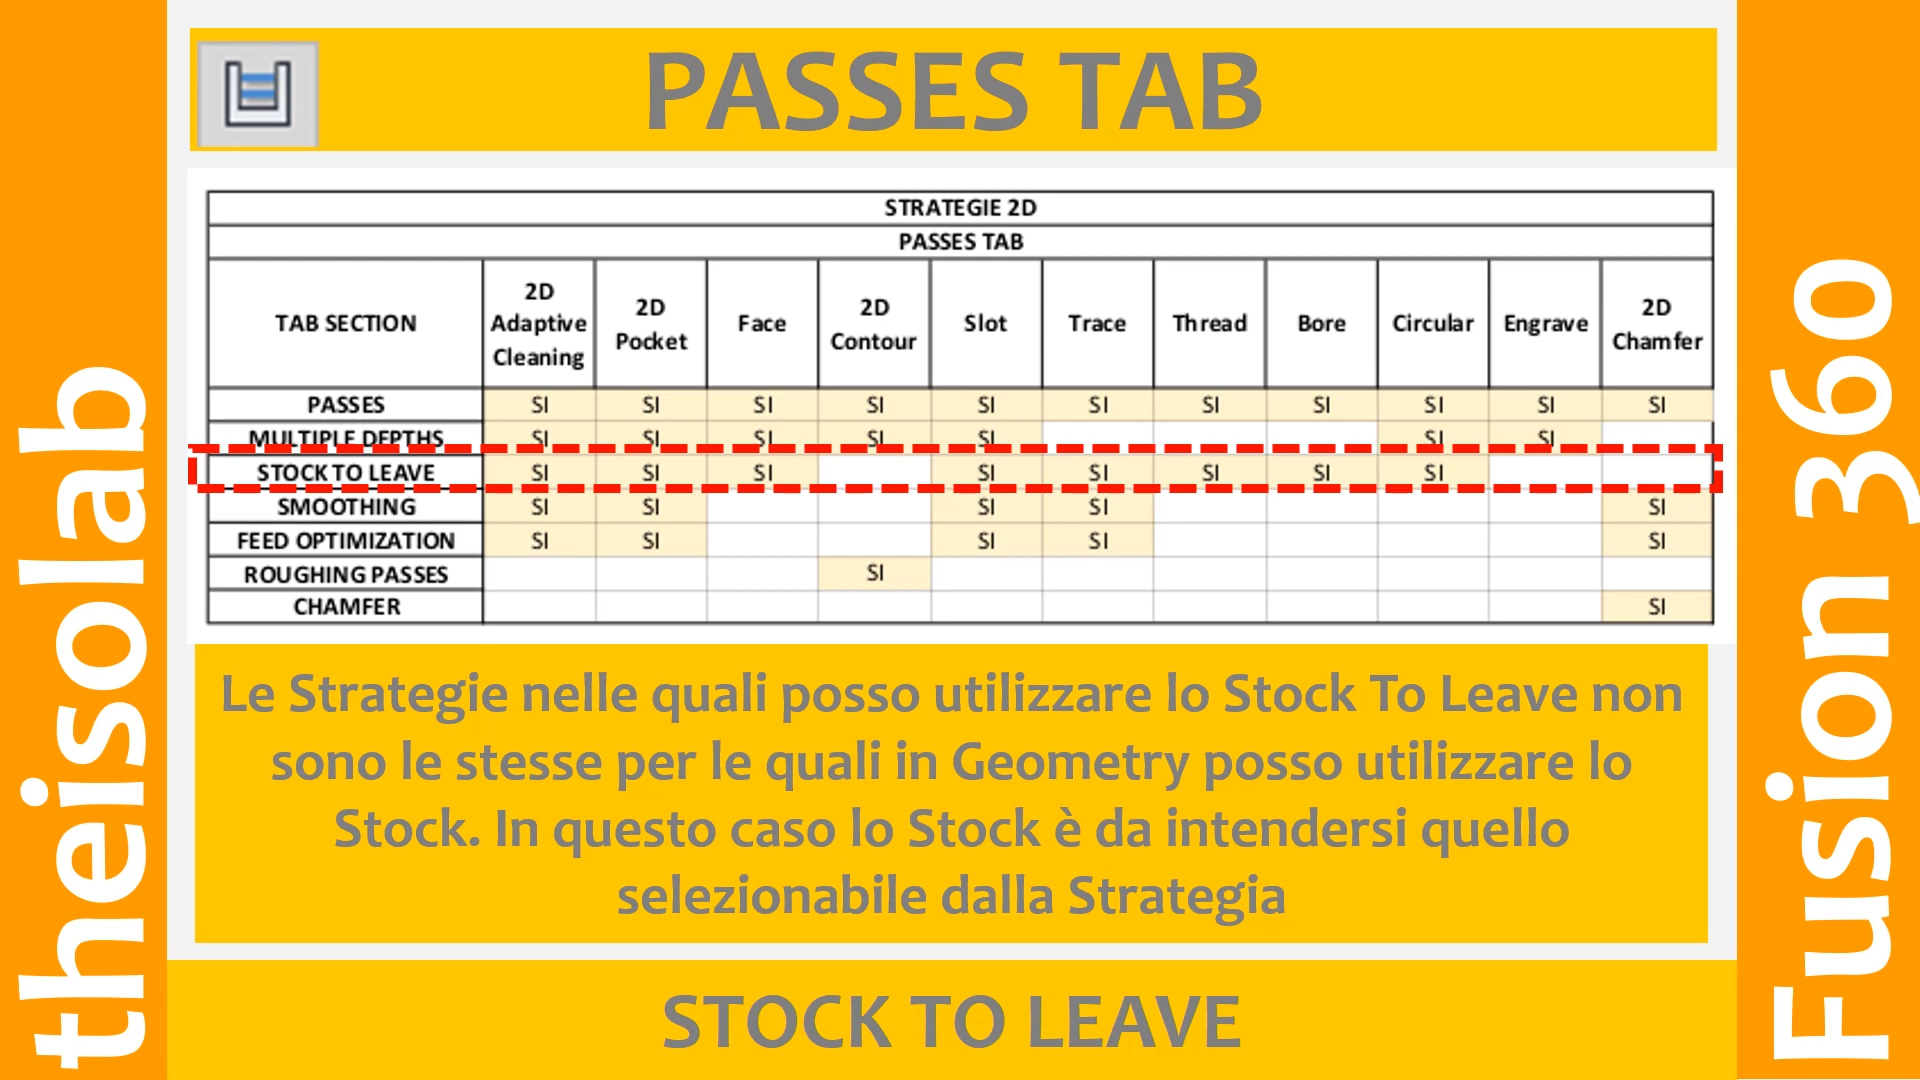 theisolab
PASSES TAB
STRATEGIE 2D
PASSES TAB
TAB SECTION 2D Adaptive Cleaning 2D Pocket Face 2D Contour Slot Trace Thread Bore Circular Engrave 2D Chamfer
PASSES SI SI SI SI SI SI SI SI SI SI SI
MULTIPLE DEPTHS SI SI SI SI SI SI SI
STOCK TO LEAVE SI SI SI SI SI SI SI SI
SMOOTHING SI SI SI SI SI
FEED OPTIMIZATION SI SI SI SI SI
ROUGHING PASSES SI
CHAMFER SI
Le Strategie nelle quali posso utilizzare lo Stock To Leave non
sono le stesse per le quali in Geometry posso utilizzare lo
Stock. In questo caso lo Stock è da intendersi quello
selezionabile dalla Strategia
STOCK TO LEAVE
Fusion 360